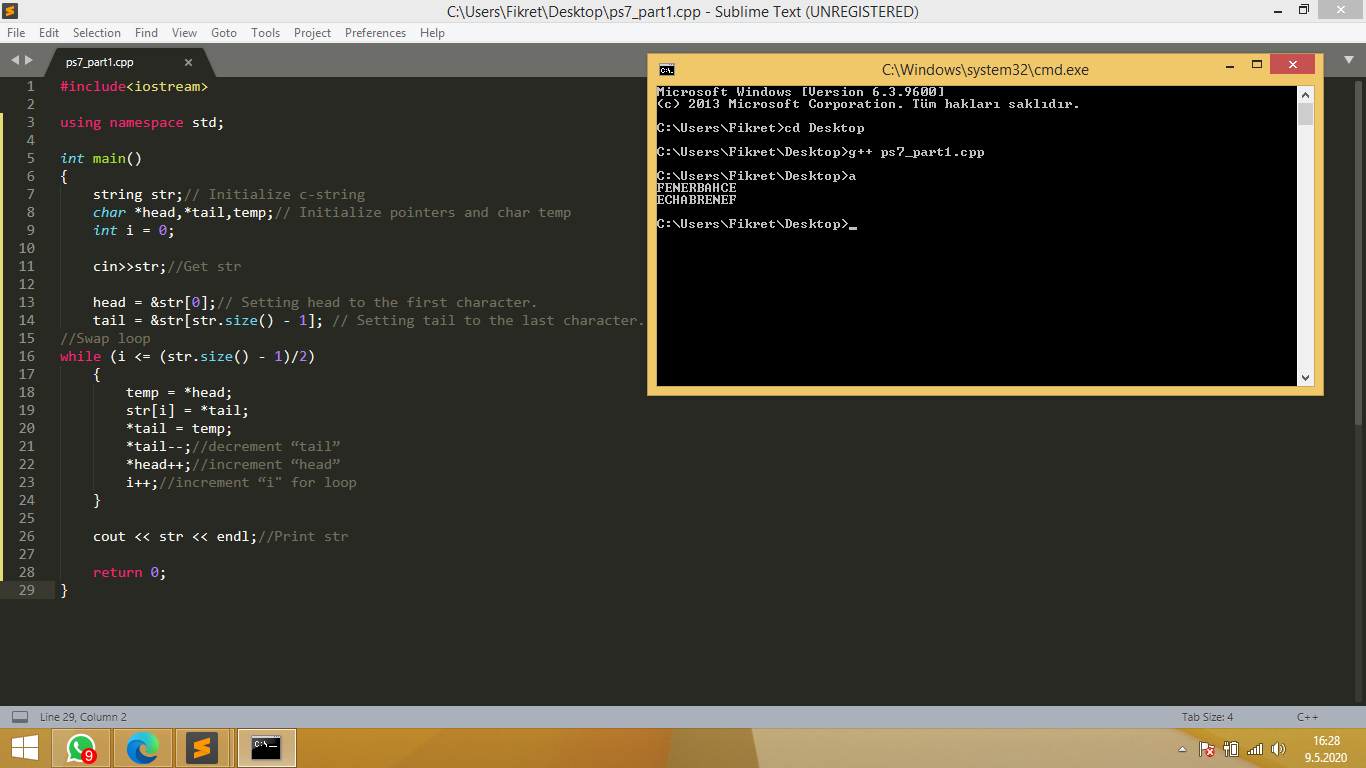 C:\Users\Fikret\Desktop\ps7_part1.cpp - Sublime Text (UNREGISTERED)
File Edit Selection Find View Goto Tools Project Preferences Help
ps7_part1.cpp
1 #include<iostream>
2
3 using namespace std;
4
5 int main()
6 {
7 string str;// Initialize c-string
8 char *head,*tail,temp;// Initialize pointers and char temp
9 int i = 0;
10
11 cin>>str;//Get str
12
13 head = &str[0];// Setting head to the first character.
14 tail = &str[str.size() - 1]; // Setting tail to the last character.
15 //Swap loop
16 while (i <= (str.size() - 1)/2)
17 {
18 temp = *head;
19 str[i] = *tail;
20 *tail = temp;
21 *tail--;//decrement “tail”
22 *head++;//increment “head”
23 i++;//increment “i" for loop
24 }
25
26 cout << str << endl;//Print str
27
28 return 0;
29 }
C:\Windows\system32\cmd.exe
Microsoft Windows [Version 6.3.9600]
(c) 2013 Microsoft Corporation. Tüm hakları saklıdır.
C:\Users\Fikret>cd Desktop
C:\Users\Fikret\Desktop>g++ ps7_part1.cpp
C:\Users\Fikret\Desktop>a
FENERBAHCE
ECHABRENEF
C:\Users\Fikret\Desktop>_
Line 29, Column 2
Tab Size: 4
C++
9
C:\_
16:28
9.5.2020